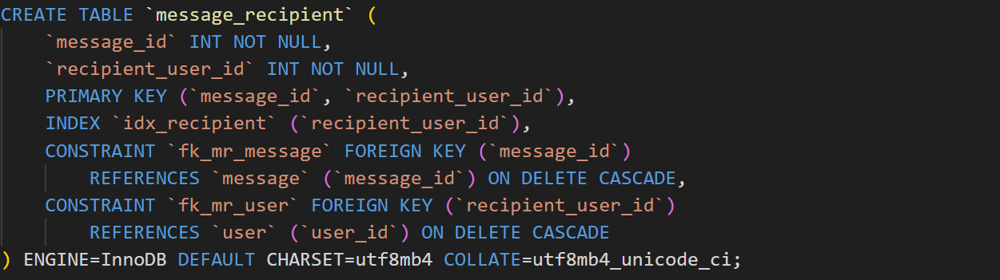 CREATE TABLE `message_recipient` (
    `message_id` INT NOT NULL,
    `recipient_user_id` INT NOT NULL,
    PRIMARY KEY (`message_id`, `recipient_user_id`),
    INDEX `idx_recipient` (`recipient_user_id`),
    CONSTRAINT `fk_mr_message` FOREIGN KEY (`message_id`)
        REFERENCES `message` (`message_id`) ON DELETE CASCADE,
    CONSTRAINT `fk_mr_user` FOREIGN KEY (`recipient_user_id`)
        REFERENCES `user` (`user_id`) ON DELETE CASCADE
) ENGINE=InnoDB DEFAULT CHARSET=utf8mb4 COLLATE=utf8mb4_unicode_ci;